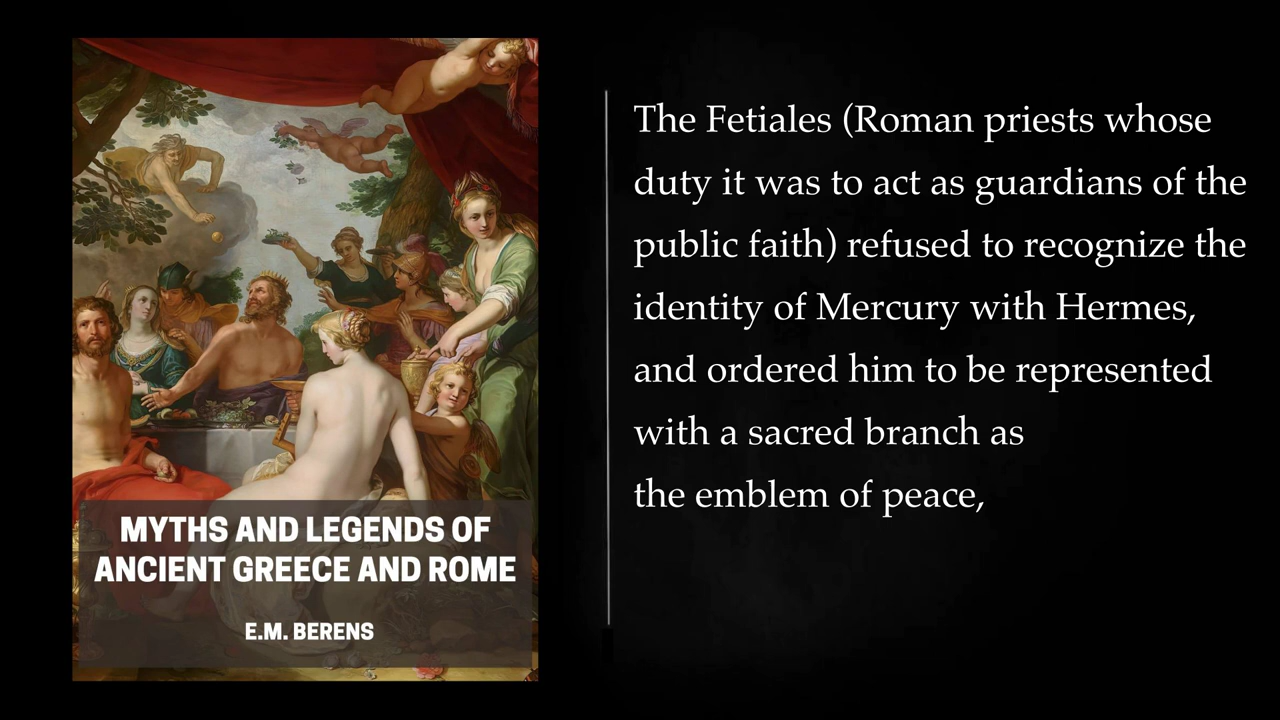 MYTHS AND LEGENDS OF
ANCIENT GREECE AND ROME
E.M. BERENS
The Fetiales (Roman priests whose
duty it was to act as guardians of the
public faith) refused to recognize the
identity of Mercury with Hermes,
and ordered him to be represented
with a sacred branch as
the emblem of peace,